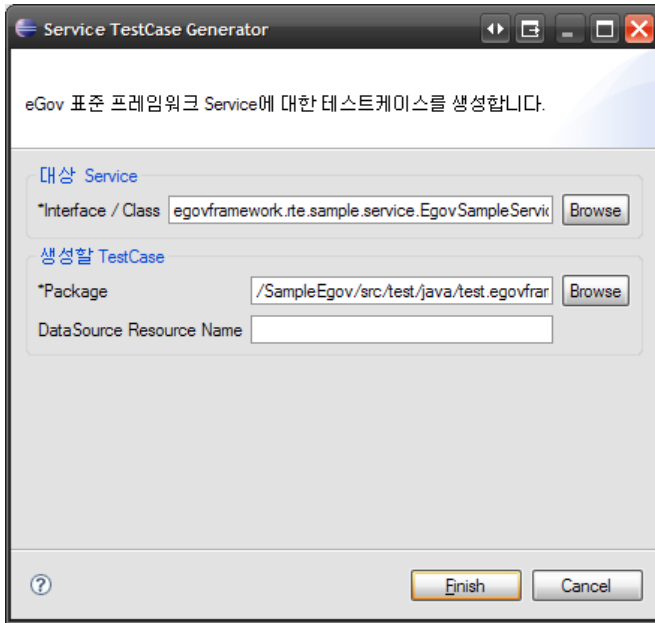 Service TestCase Generator
eGov 표준 프레임워크 Service에 대한 테스트케이스를 생성합니다.
대상 Service
*Interface / Class egovframework.rte.sample.service.EgovSampleServic Browse
생성할 TestCase
*Package /SampleEgov/src/test/java/test.egovfrar Browse
DataSource Resource Name
? Finish Cancel